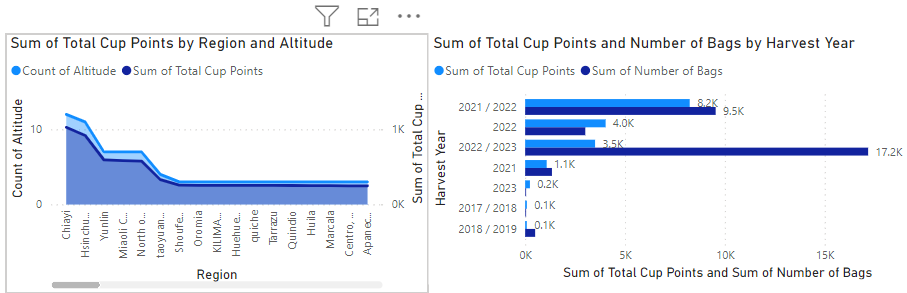 Sum of Total Cup Points by Region and Altitude
Count of Altitude Sum of Total Cup Points
Count of Altitude
10
0
1K
0K
Sum of Total Cup ...
Chiayi
Hsinchu...
Yunlin
Miaoli C...
North o...
taoyuan...
Shoufe...
Oromia
KILIMA...
Huehue...
quiche
Tarrazu
Quindio
Huila
Marcala
Centro, ...
Apanec...
Region
Sum of Total Cup Points and Number of Bags by Harvest Year
Sum of Total Cup Points Sum of Number of Bags
Harvest Year
2021 / 2022 8.2K
9.5K
2022 4.0K
2022 / 2023 3.5K
17.2K
2021 1.1K
2023 0.2K
2017 / 2018 0.1K
2018 / 2019 0.1K
0K 5K 10K 15K
Sum of Total Cup Points and Sum of Number of Bags